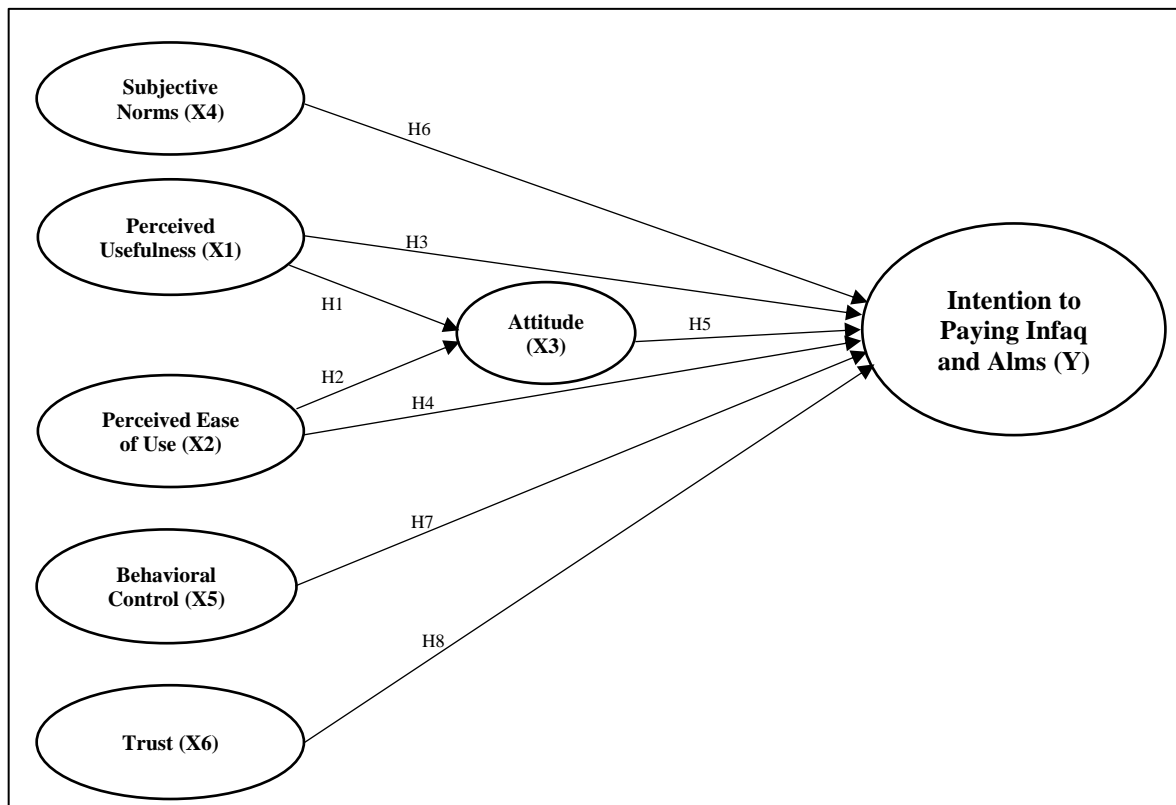 Subjective
Norms (X4)
H6
Perceived
Usefulness (X1)
H3
H1
Attitude
(X3)
H5
Intention to
Paying Infaq
and Alms (Y)
H2
H4
Perceived Ease
of Use (X2)
H7
Behavioral
Control (X5)
H8
Trust (X6)